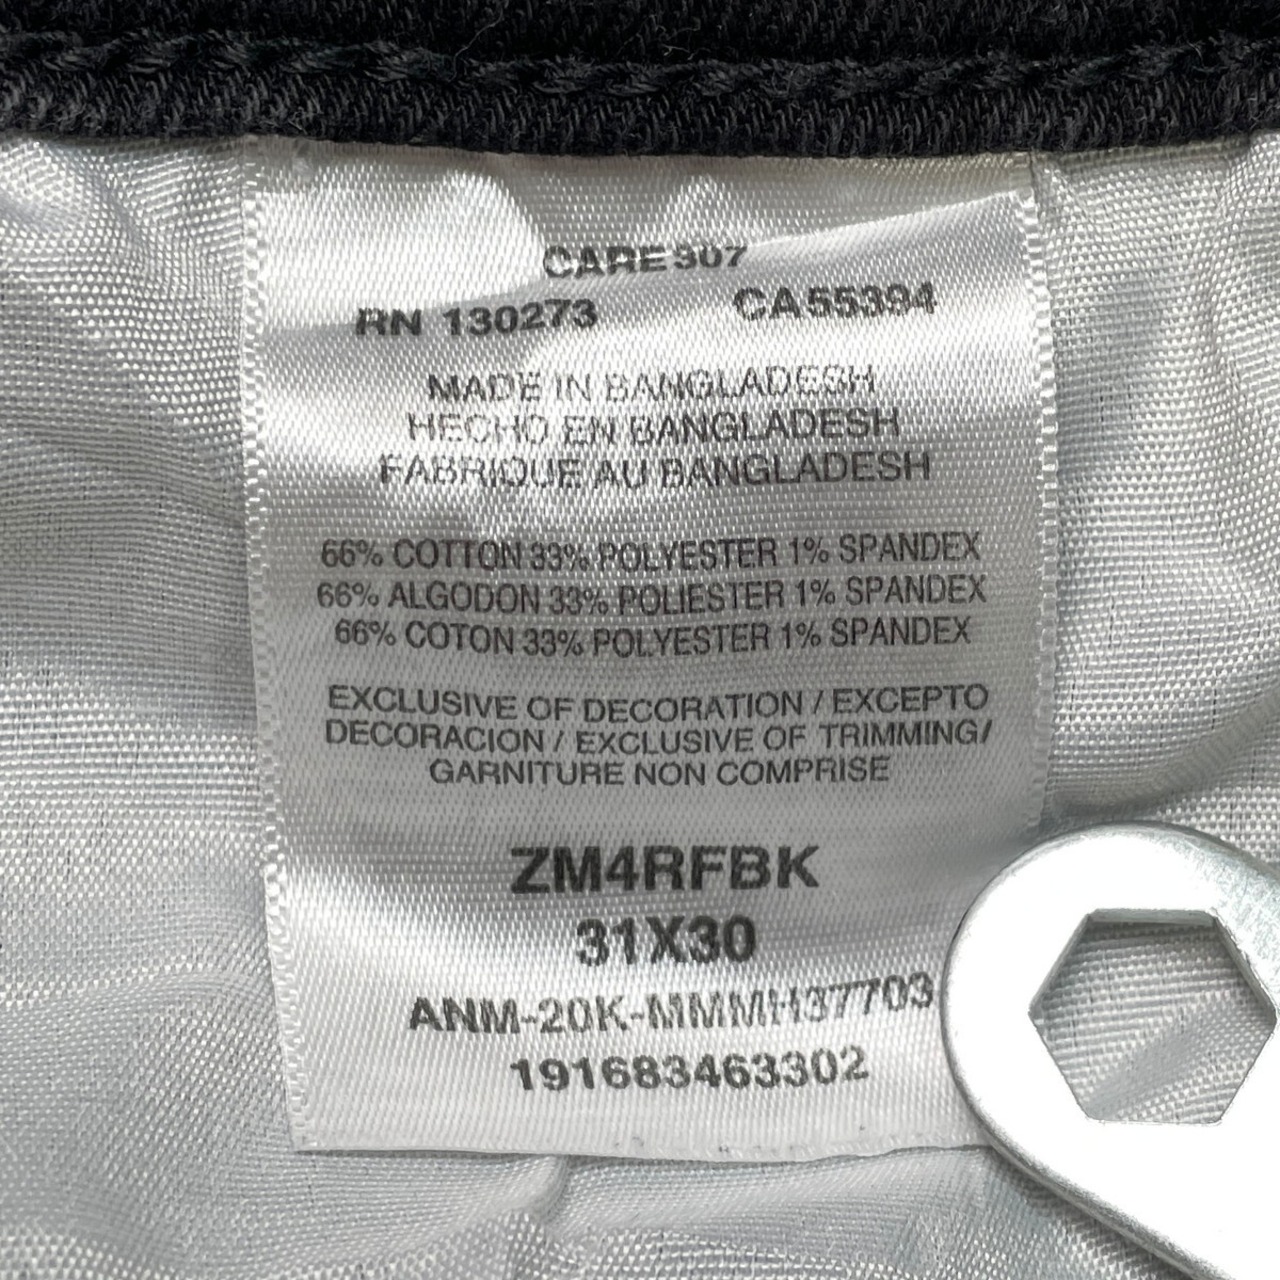 CARE307
RN 130273 CA55394
MADE IN BANGLADESH
HECHO EN BANGLADESH
FABRIQUE AU BANGLADESH
66% COTTON 33% POLYESTER 1% SPANDEX
66% ALGODON 33% POLIESTER 1% SPANDEX
66% COTON 33% POLYESTER 1% SPANDEX
EXCLUSIVE OF DECORATION / EXCEPTO
DECORACION / EXCLUSIVE OF TRIMMING/
GARNITURE NON COMPRISE
ZM4RFBK
31X30
ANM-20K-MMMH37703
191683463302